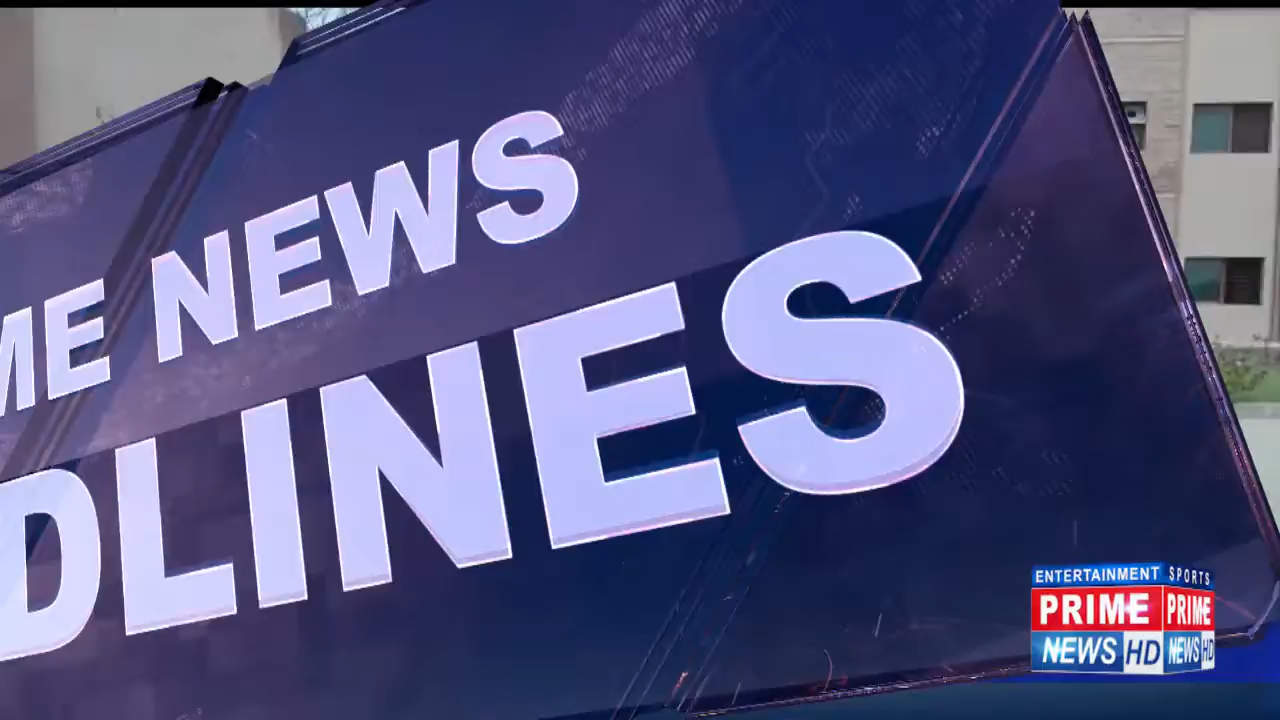 ME NEWS
DLINES
ENTERTAINMENT SPORTS
PRIME PRIME
NEWS HD NEWS HD